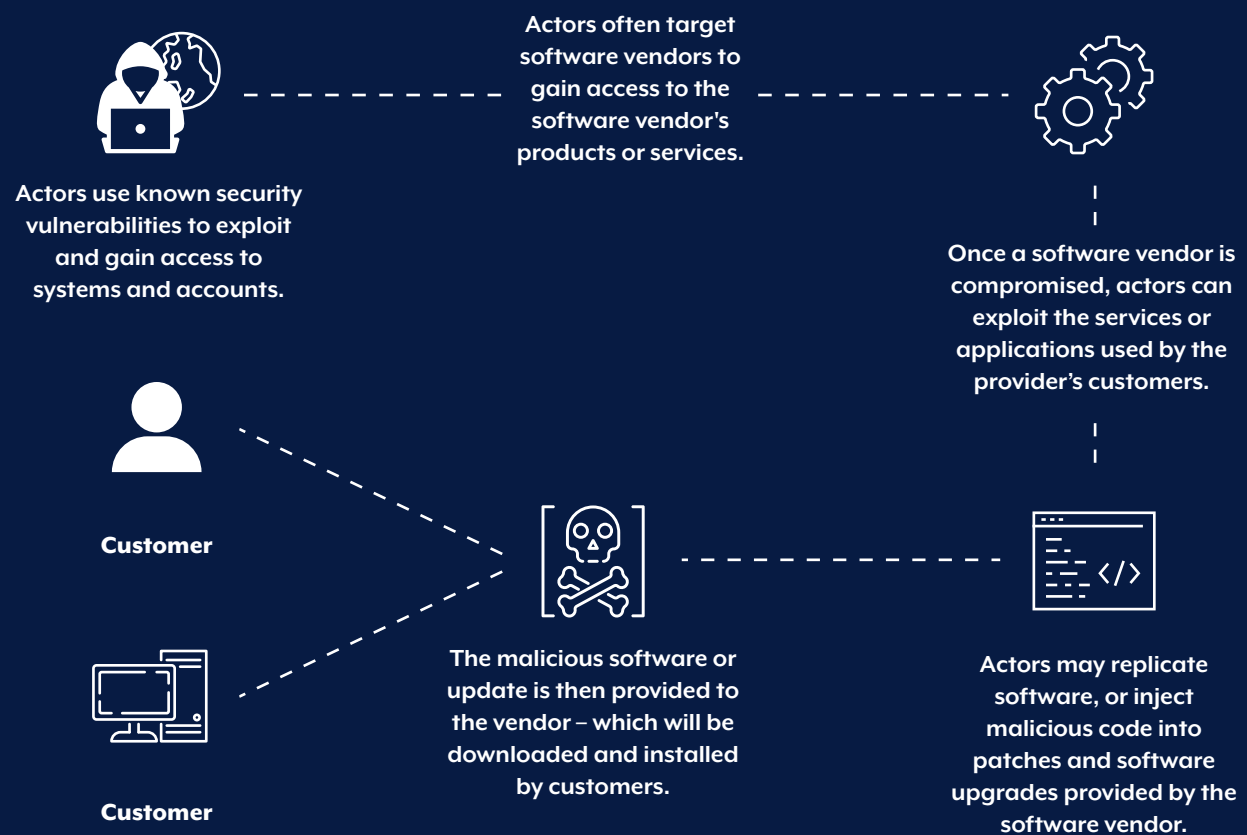 Actors use known security
vulnerabilities to exploit
and gain access to
systems and accounts.
Actors often target
software vendors to
gain access to the
software vendor's
products or services.
Once a software vendor is
compromised, actors can
exploit the services or
applications used by the
provider’s customers.
Actors may replicate
software, or inject
malicious code into
patches and software
upgrades provided by the
software vendor.
</>
The malicious software or
update is then provided to
the vendor – which will be
downloaded and installed
by customers.
Customer
Customer